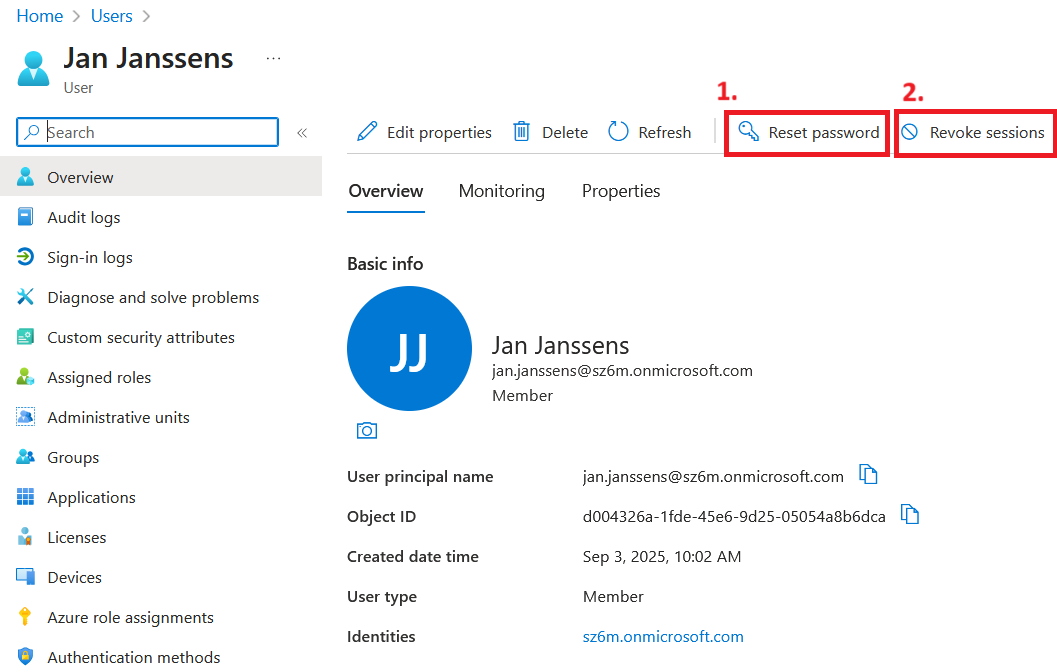 Home > Users >
Jan Janssens ...
User
1. 2.
Search «
Edit properties Delete Refresh Reset password Revoke sessions
Overview
Audit logs
Sign-in logs
Diagnose and solve problems
Custom security attributes
Assigned roles
Administrative units
Groups
Applications
Licenses
Devices
Azure role assignments
Authentication methods
Overview Monitoring Properties
Basic info
JJ
Jan Janssens
jan.janssens@sz6m.onmicrosoft.com
Member
User principal name jan.janssens@sz6m.onmicrosoft.com
Object ID d004326a-1fde-45e6-9d25-05054a8b6dca
Created date time Sep 3, 2025, 10:02 AM
User type Member
Identities sz6m.onmicrosoft.com